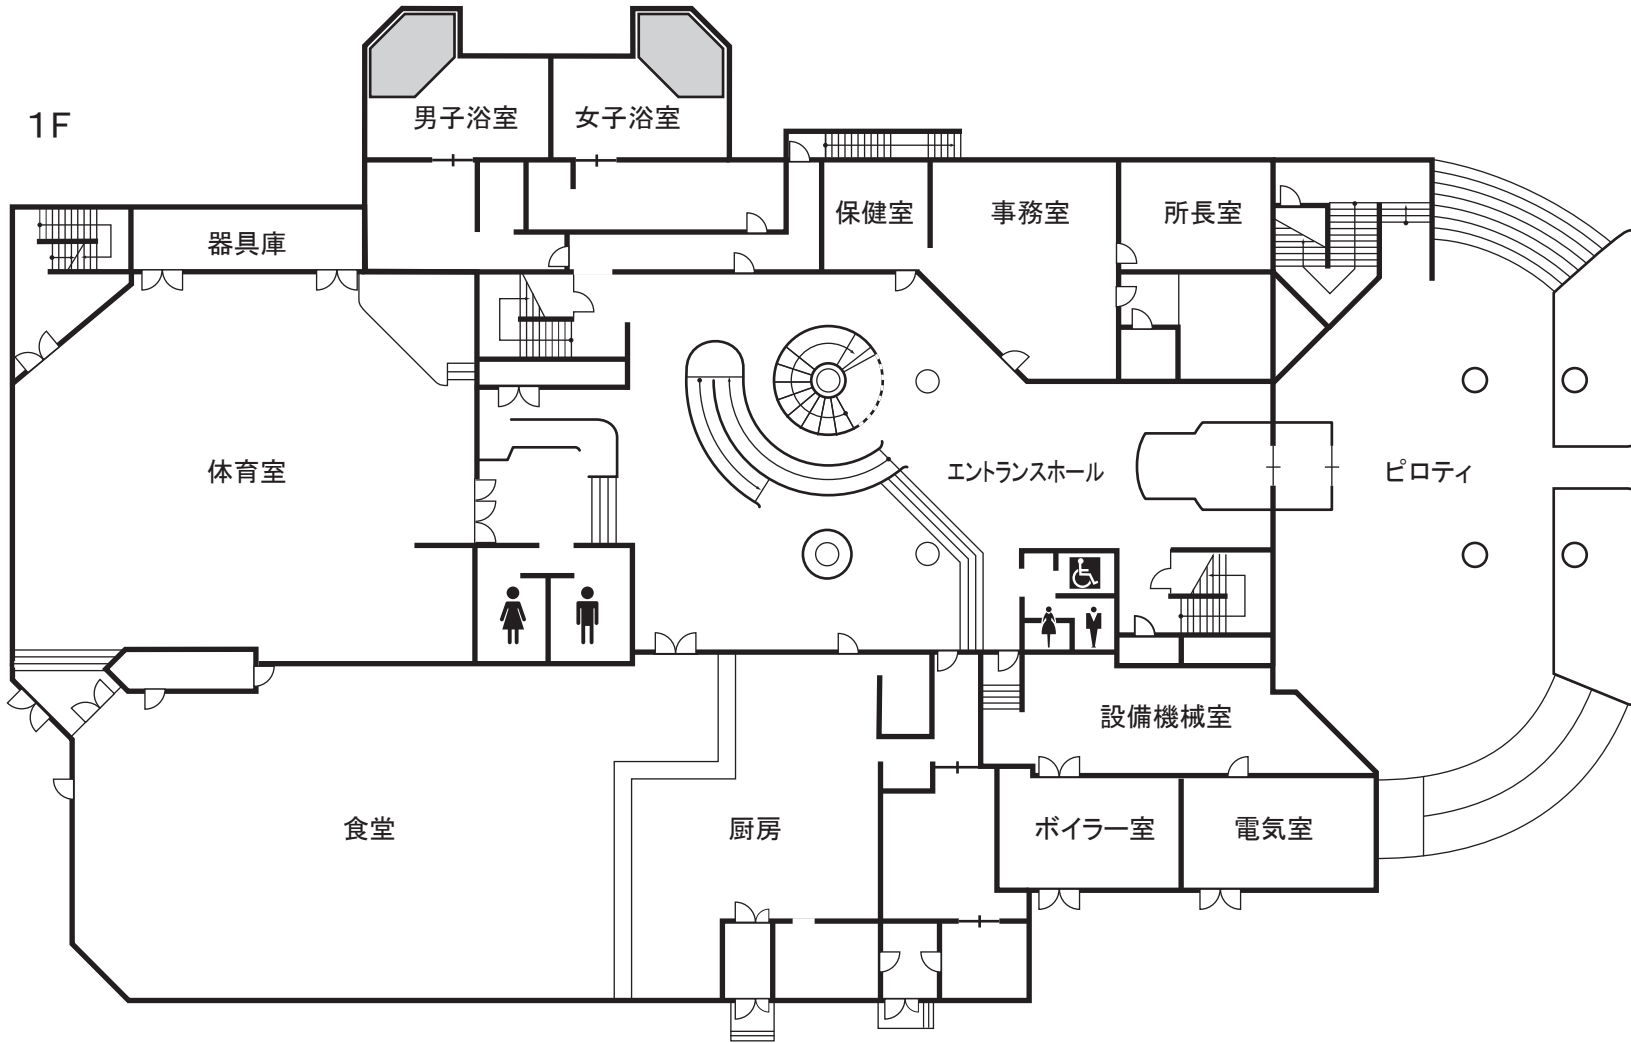 1F
男子浴室
女子浴室
器具庫
保健室
事務室
所長室
体育室
エントランスホール
ピロティ
設備機械室
食堂
厨房
ボイラー室
電気室